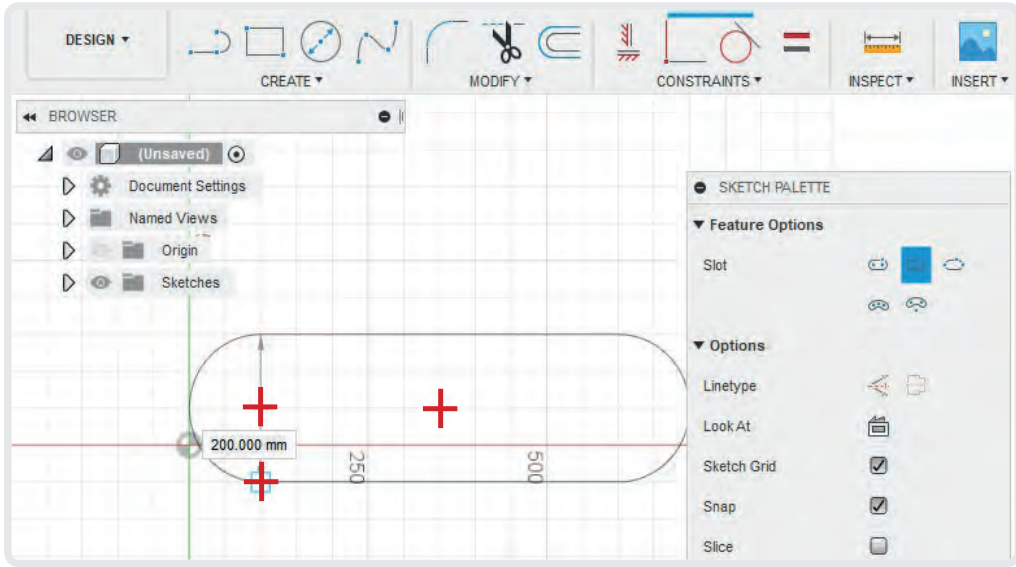 DESIGN ▾
CREATE ▾
MODIFY ▾
CONSTRAINTS ▾
INSPECT ▾
INSERT ▾
BROWSER
(Unsaved)
Document Settings
Named Views
Origin
Sketches
200.000 mm
250
500
SKETCH PALETTE
▼ Feature Options
Slot
▼ Options
Linetype
Look At
Sketch Grid
Snap
Slice